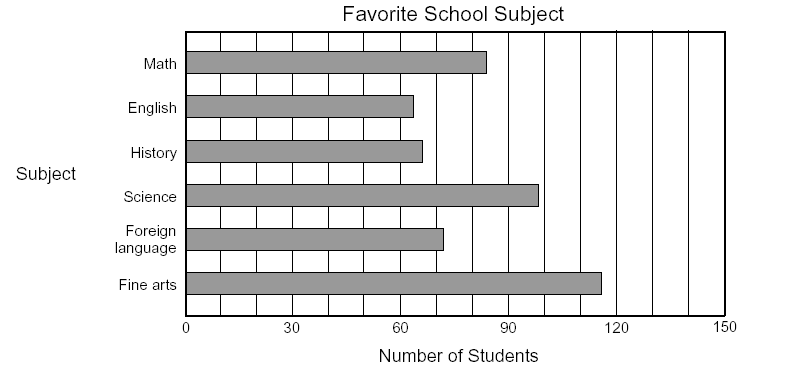 Favorite School Subject
Math
English
History
Subject
Science
Foreign
language
Fine arts
0 30 60 90 120 150
Number of Students